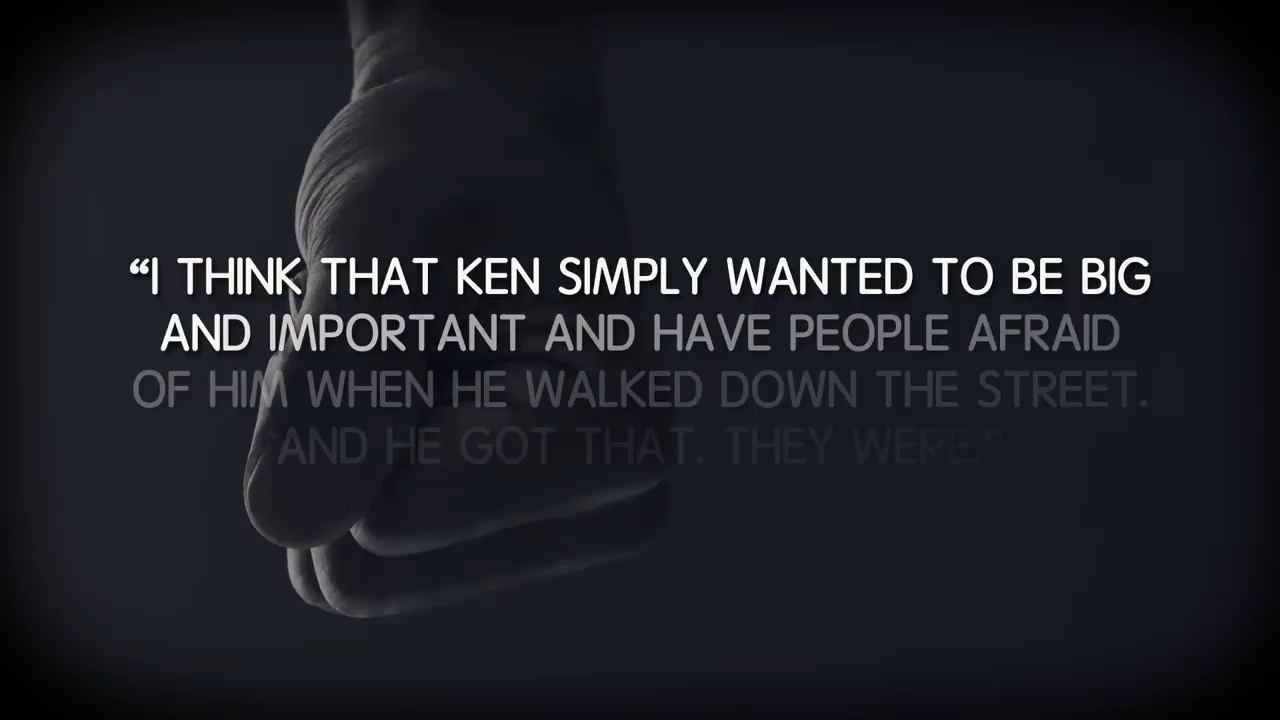 “I THINK THAT KEN SIMPLY WANTED TO BE BIG
AND IMPORTANT AND HAVE PEOPLE AFRAID
OF HIM WHEN HE WALKED DOWN THE STREET.
AND HE GOT THAT. THEY WERE.”